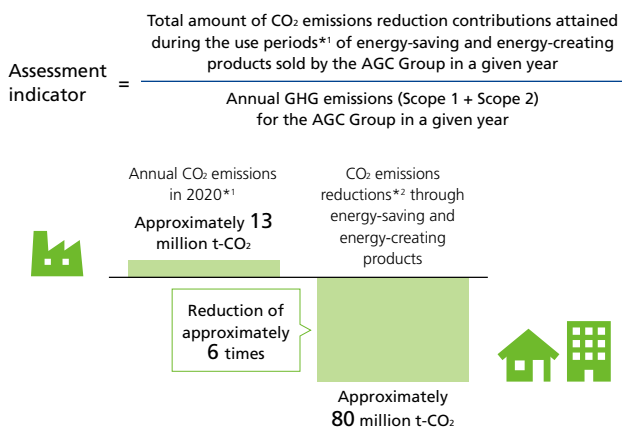 Assessment
indicator
=
Total amount of CO₂ emissions reduction contributions attained
during the use periods*¹ of energy-saving and energy-creating
products sold by the AGC Group in a given year
Annual GHG emissions (Scope 1 + Scope 2)
for the AGC Group in a given year
Annual CO₂ emissions
in 2020*¹
Approximately 13
million t-CO₂
CO₂ emissions
reductions*² through
energy-saving and
energy-creating
products
Reduction of
approximately
6 times
Approximately
80 million t-CO₂